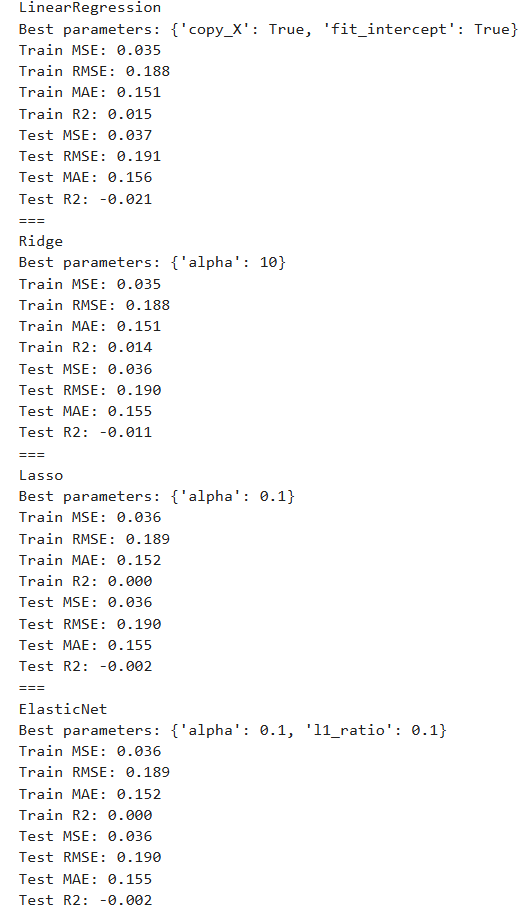 LinearRegression
Best parameters: {'copy_X': True, 'fit_intercept': True}
Train MSE: 0.035
Train RMSE: 0.188
Train MAE: 0.151
Train R2: 0.015
Test MSE: 0.037
Test RMSE: 0.191
Test MAE: 0.156
Test R2: -0.021
===
Ridge
Best parameters: {'alpha': 10}
Train MSE: 0.035
Train RMSE: 0.188
Train MAE: 0.151
Train R2: 0.014
Test MSE: 0.036
Test RMSE: 0.190
Test MAE: 0.155
Test R2: -0.011
===
Lasso
Best parameters: {'alpha': 0.1}
Train MSE: 0.036
Train RMSE: 0.189
Train MAE: 0.152
Train R2: 0.000
Test MSE: 0.036
Test RMSE: 0.190
Test MAE: 0.155
Test R2: -0.002
===
ElasticNet
Best parameters: {'alpha': 0.1, 'l1_ratio': 0.1}
Train MSE: 0.036
Train RMSE: 0.189
Train MAE: 0.152
Train R2: 0.000
Test MSE: 0.036
Test RMSE: 0.190
Test MAE: 0.155
Test R2: -0.002